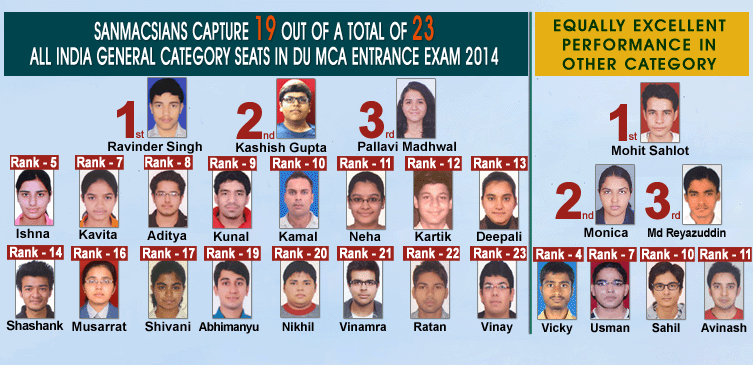 SANMACSIANS CAPTURE 19 OUT OF A TOTAL OF 23
ALL INDIA GENERAL CATEGORY SEATS IN DU MCA ENTRANCE EXAM 2014
1st
Ravinder Singh
2nd
Kashish Gupta
3rd
Pallavi Madhwal
Rank - 5 Rank - 7 Rank - 8 Rank - 9 Rank - 10 Rank - 11 Rank - 12 Rank - 13
Ishna Kavita Aditya Kunal Kamal Neha Kartik Deepali
Rank - 14 Rank - 16 Rank - 17 Rank - 19 Rank - 20 Rank - 21 Rank - 22 Rank - 23
Shashank Musarrat Shivani Abhimanyu Nikhil Vinamra Ratan Vinay
EQUALLY EXCELLENT
PERFORMANCE IN
OTHER CATEGORY
1st
Mohit Sahlot
2nd
Monica
3rd
Md Reyazuddin
Rank - 4 Rank - 7 Rank - 10 Rank - 11
Vicky Usman Sahil Avinash